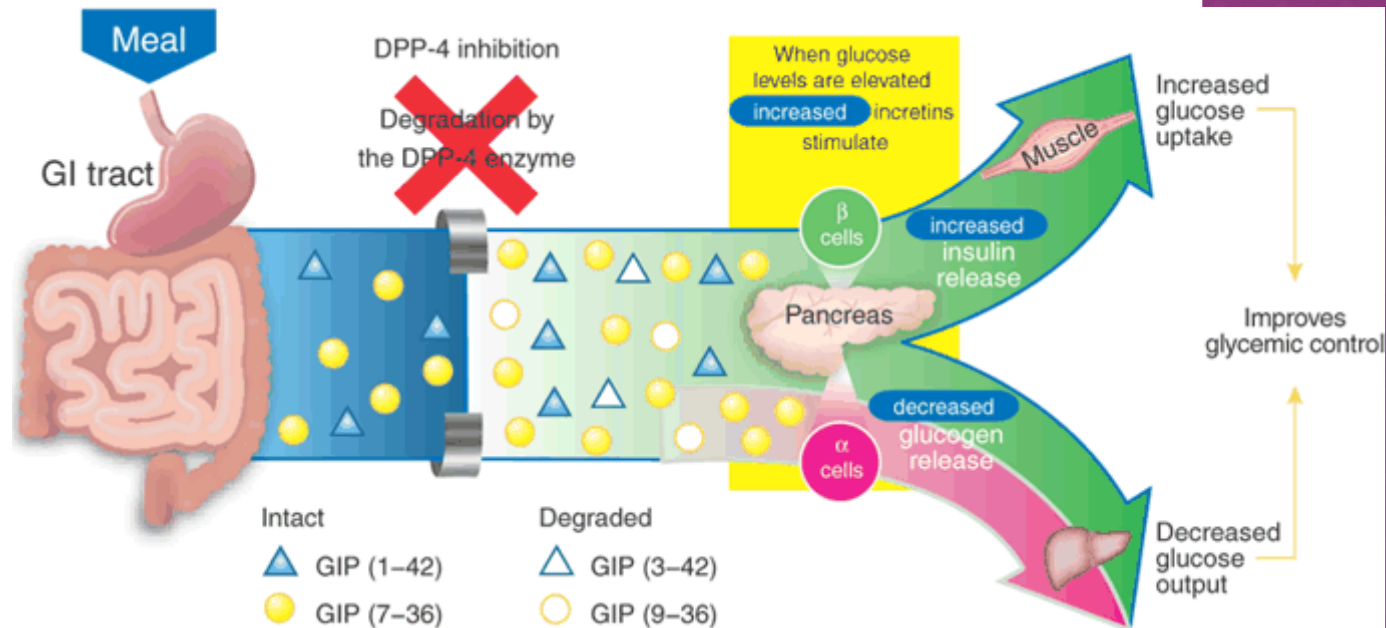 Meal
GI tract
DPP-4 inhibition
Degradation by
the DPP-4 enzyme
When glucose
levels are elevated
increased incretins
stimulate
β
cells
Pancreas
α
cells
Muscle
increased
insulin
release
decreased
glucogen
release
Increased
glucose
uptake
Improves
glycemic control
Decreased
glucose
output
Intact
GIP (1–42)
GIP (7–36)
Degraded
GIP (3–42)
GIP (9–36)